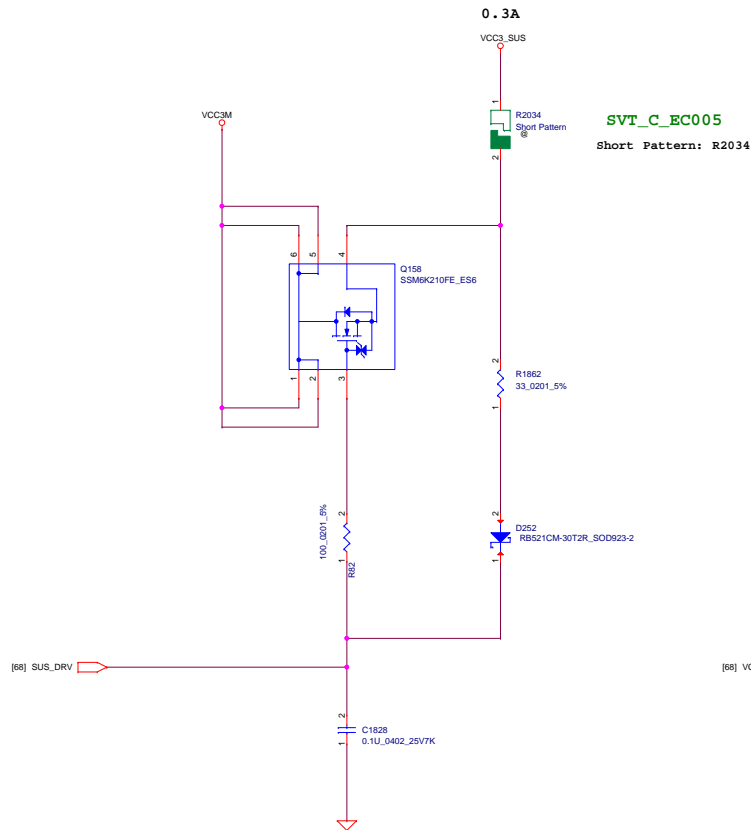 0.3A
VCC3_SUS
1
R2034
Short Pattern
@
2
SVT_C_EC005
Short Pattern: R2034
VCC3M
6
5
4
Q158
SSM6K210FE_ES6
1
2
3
2
R1862
33_0201_5%
1
2
100_0201_5%
1
R82
2
D252
RB521CM-30T2R_SOD923-2
1
[68] SUS_DRV
[68] VC
2
C1828
0.1U_0402_25V7K
1